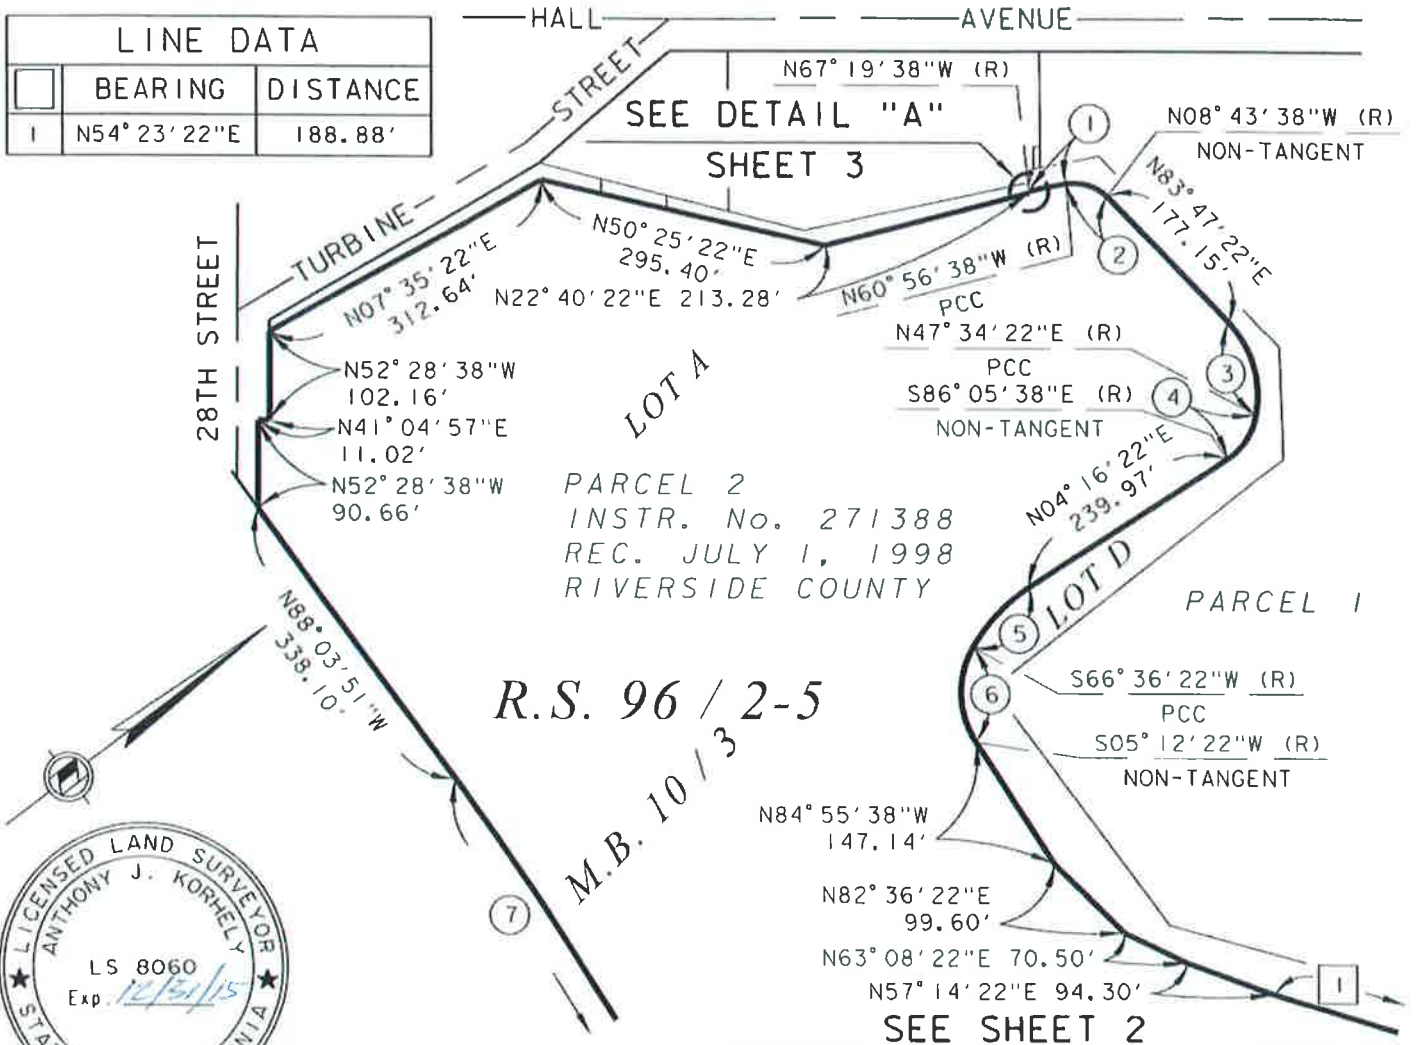 HALL AVENUE
LINE DATA
BEARING DISTANCE
1 N54°23'22"E 188.88'
STREET
TURBINE
28TH STREET
N67°19'38"W (R)
SEE DETAIL "A"
SHEET 3
1
N08°43'38"W (R)
NON-TANGENT
N83°47'22"E
177.15'
2
N07°35'22"E
312.64'
N50°25'22"E
295.40'
N22°40'22"E 213.28'
N60°56'38"W (R)
PCC
N47°34'22"E (R)
PCC
3
S86°05'38"E (R)
NON-TANGENT
4
N52°28'38"W
102.16'
N41°04'57"E
11.02'
N52°28'38"W
90.66'
LOT A
PARCEL 2
INSTR. No. 271388
REC. JULY 1, 1998
RIVERSIDE COUNTY
N04°16'22"E
239.97'
LOT D
PARCEL 1
5
6
S66°36'22"W (R)
PCC
S05°12'22"W (R)
NON-TANGENT
N88°03'51"W
338.10'
R.S. 96 / 2-5
M.B. 10 / 3
N84°55'38"W
147.14'
N82°36'22"E
99.60'
N63°08'22"E 70.50'
N57°14'22"E 94.30'
1
SEE SHEET 2
7
LICENSED LAND SURVEYOR
ANTHONY J. KORHELY
LS 8060
Exp. 12/31/15